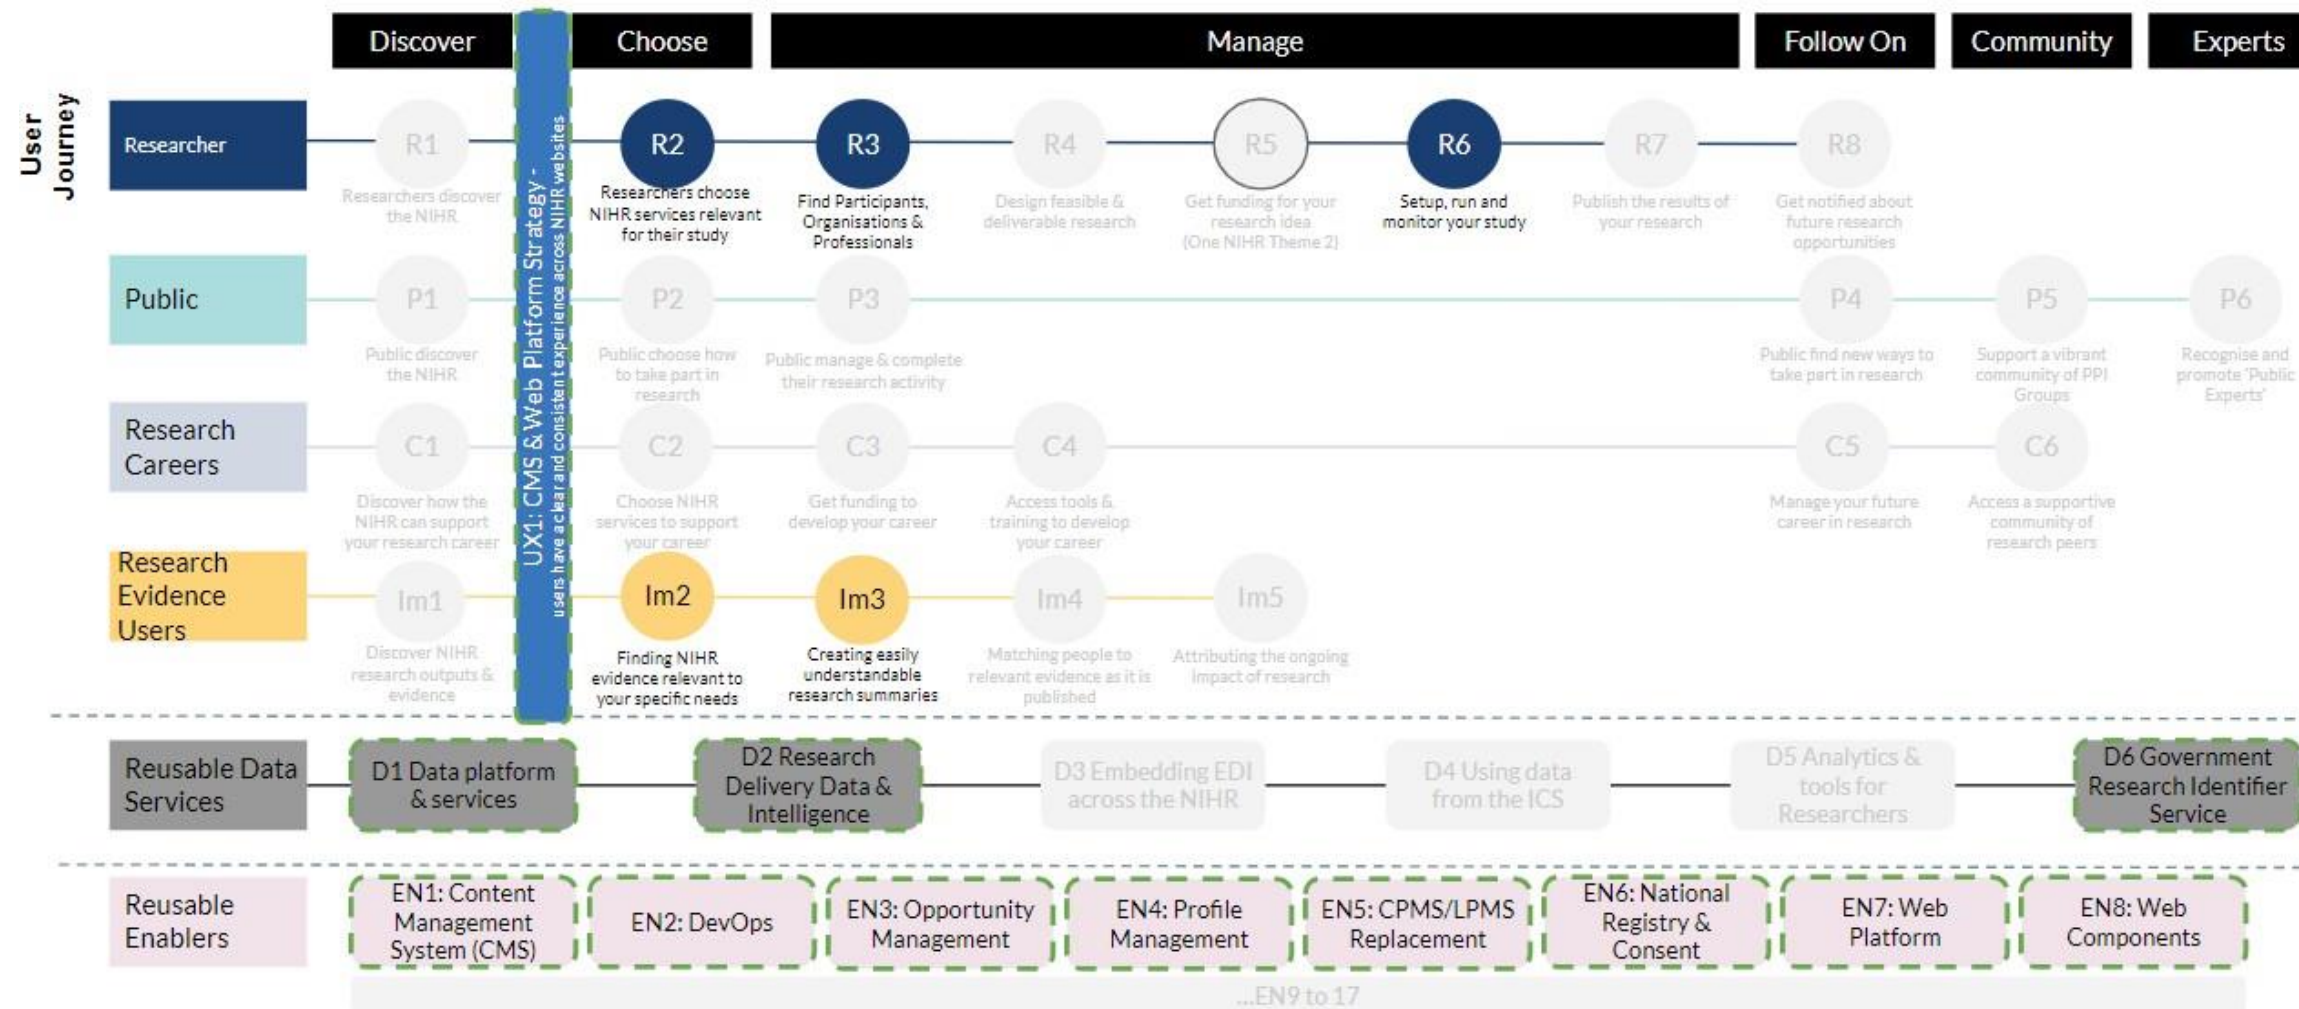 Discover
Choose
Manage
Follow On
Community
Experts
User
Journey
Researcher
R1
R2
R3
R4
R5
R6
R7
R8
Researchers discover
the NIHR
Researchers choose
NIHR services relevant
for their study
Find Participants,
Organisations &
Professionals
Design feasible &
deliverable research
Get funding for your
research idea
(One NIHR Theme 2)
Setup, run and
monitor your study
Publish the results of
your research
Get notified about
future research
opportunities
UX1: CMS & Web Platform Strategy -
users have a clear and consistent experience across NIHR websites
Public
P1
P2
P3
P4
P5
P6
Public discover
the NIHR
Public choose how
to take part in
research
Public manage & complete
their research activity
Public find new ways to
take part in research
Support a vibrant
community of PPI
Groups
Recognise and
promote 'Public
Experts'
Research
Careers
C1
C2
C3
C4
C5
C6
Discover how the
NIHR can support
your research career
Choose NIHR
services to support
your career
Get funding to
develop your career
Access tools &
training to develop
your career
Manage your future
career in research
Access a supportive
community of
research peers
Research
Evidence
Users
Im1
Im2
Im3
Im4
Im5
Discover NIHR
research outputs &
evidence
Finding NIHR
evidence relevant to
your specific needs
Creating easily
understandable
research summaries
Matching people to
relevant evidence as it is
published
Attributing the ongoing
impact of research
Reusable Data
Services
D1 Data platform
& services
D2 Research
Delivery Data &
Intelligence
D3 Embedding EDI
across the NIHR
D4 Using data
from the ICS
D5 Analytics &
tools for
Researchers
D6 Government
Research Identifier
Service
Reusable
Enablers
EN1: Content
Management
System (CMS)
EN2: DevOps
EN3: Opportunity
Management
EN4: Profile
Management
EN5: CPMS/LPMS
Replacement
EN6: National
Registry &
Consent
EN7: Web
Platform
EN8: Web
Components
...EN9 to 17